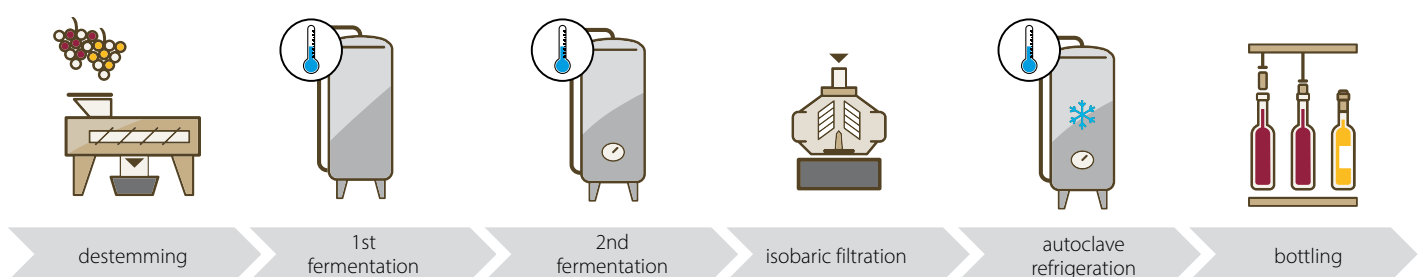 destemming
1st
fermentation
2nd
fermentation
isobaric filtration
autoclave
refrigeration
bottling